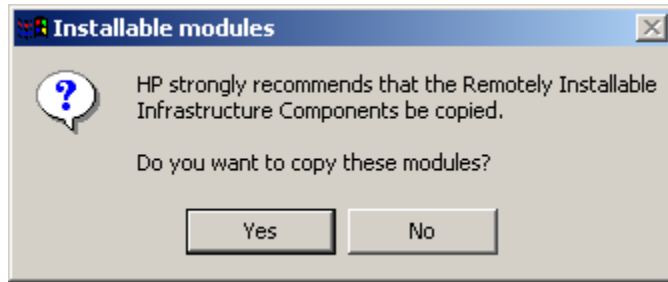 Installable modules
HP strongly recommends that the Remotely Installable
Infrastructure Components be copied.
Do you want to copy these modules?
Yes
No